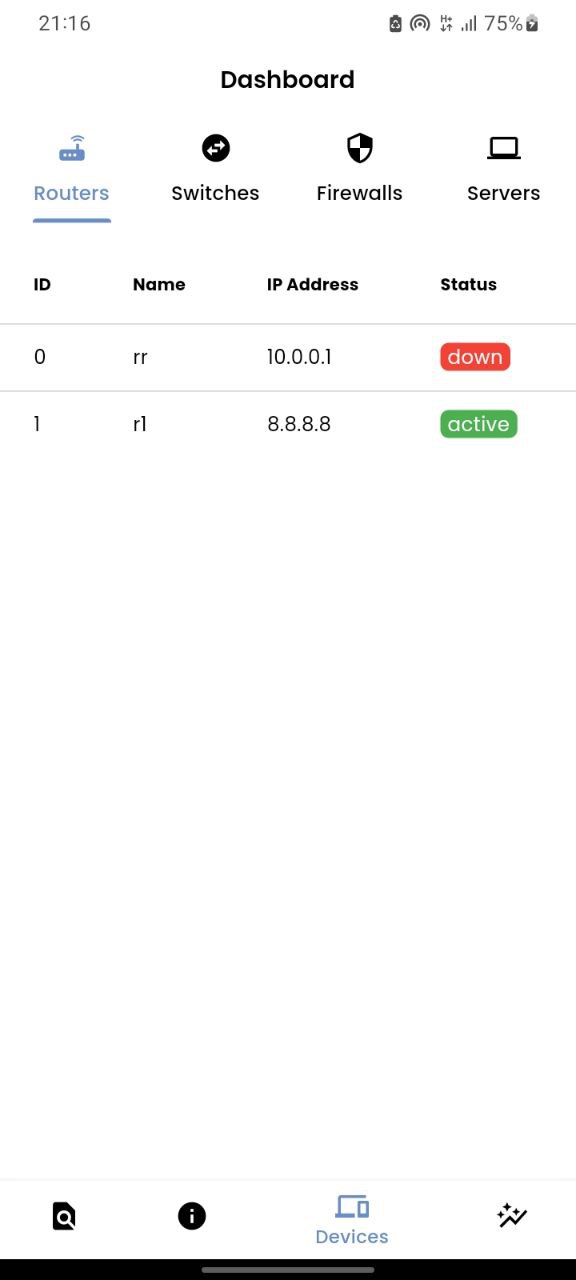 21:16 H+ 75%
Dashboard
Routers Switches Firewalls Servers
ID Name IP Address Status
0 rr 10.0.0.1 down
1 r1 8.8.8.8 active
Devices